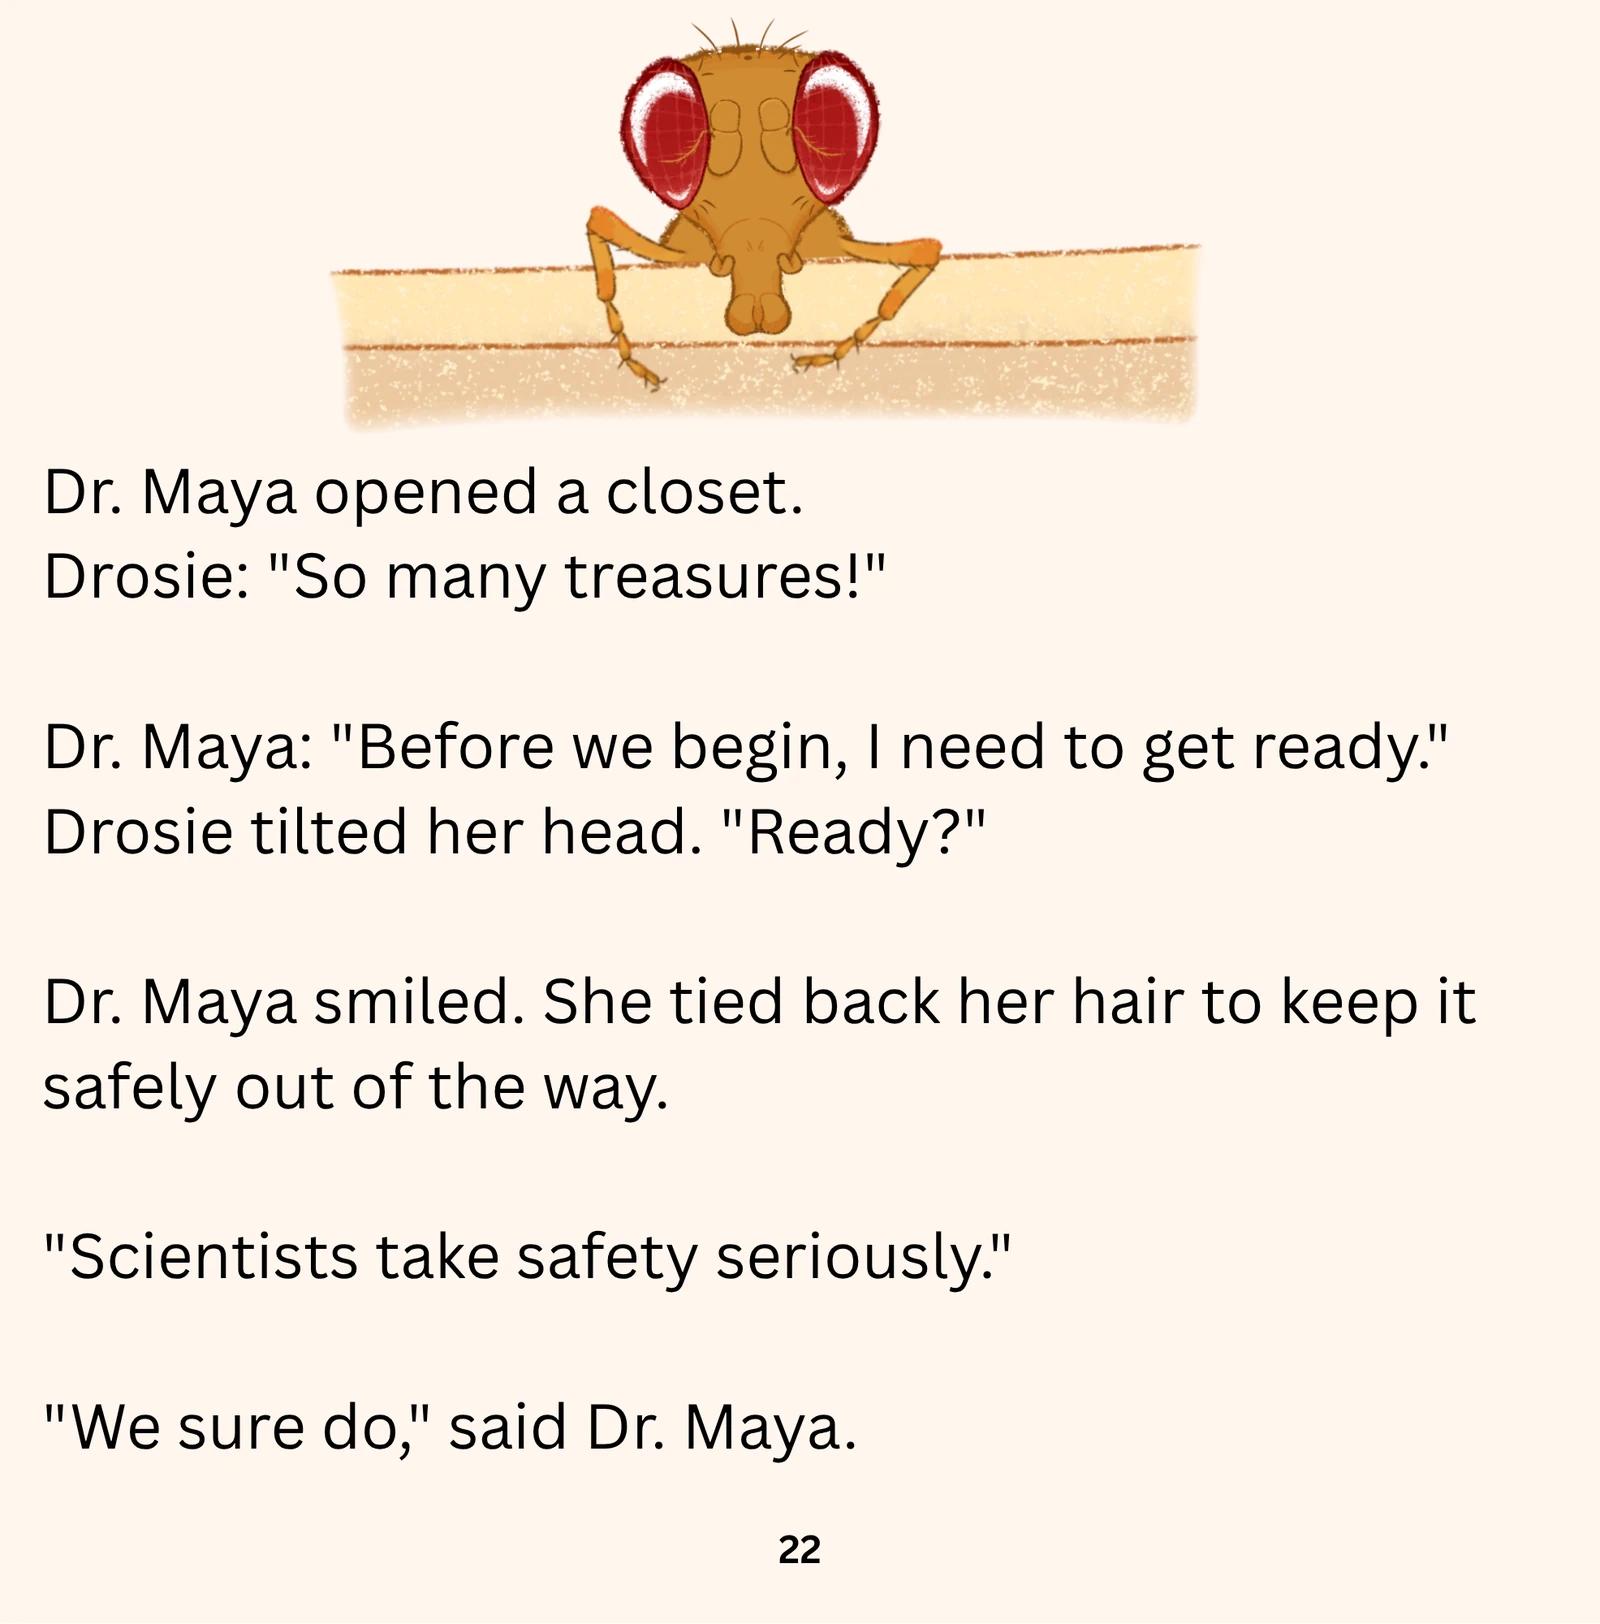 Dr. Maya opened a closet.
Drosie: "So many treasures!"
Dr. Maya: "Before we begin, I need to get ready."
Drosie tilted her head. "Ready?"
Dr. Maya smiled. She tied back her hair to keep it
safely out of the way.
"Scientists take safety seriously."
"We sure do," said Dr. Maya.
22